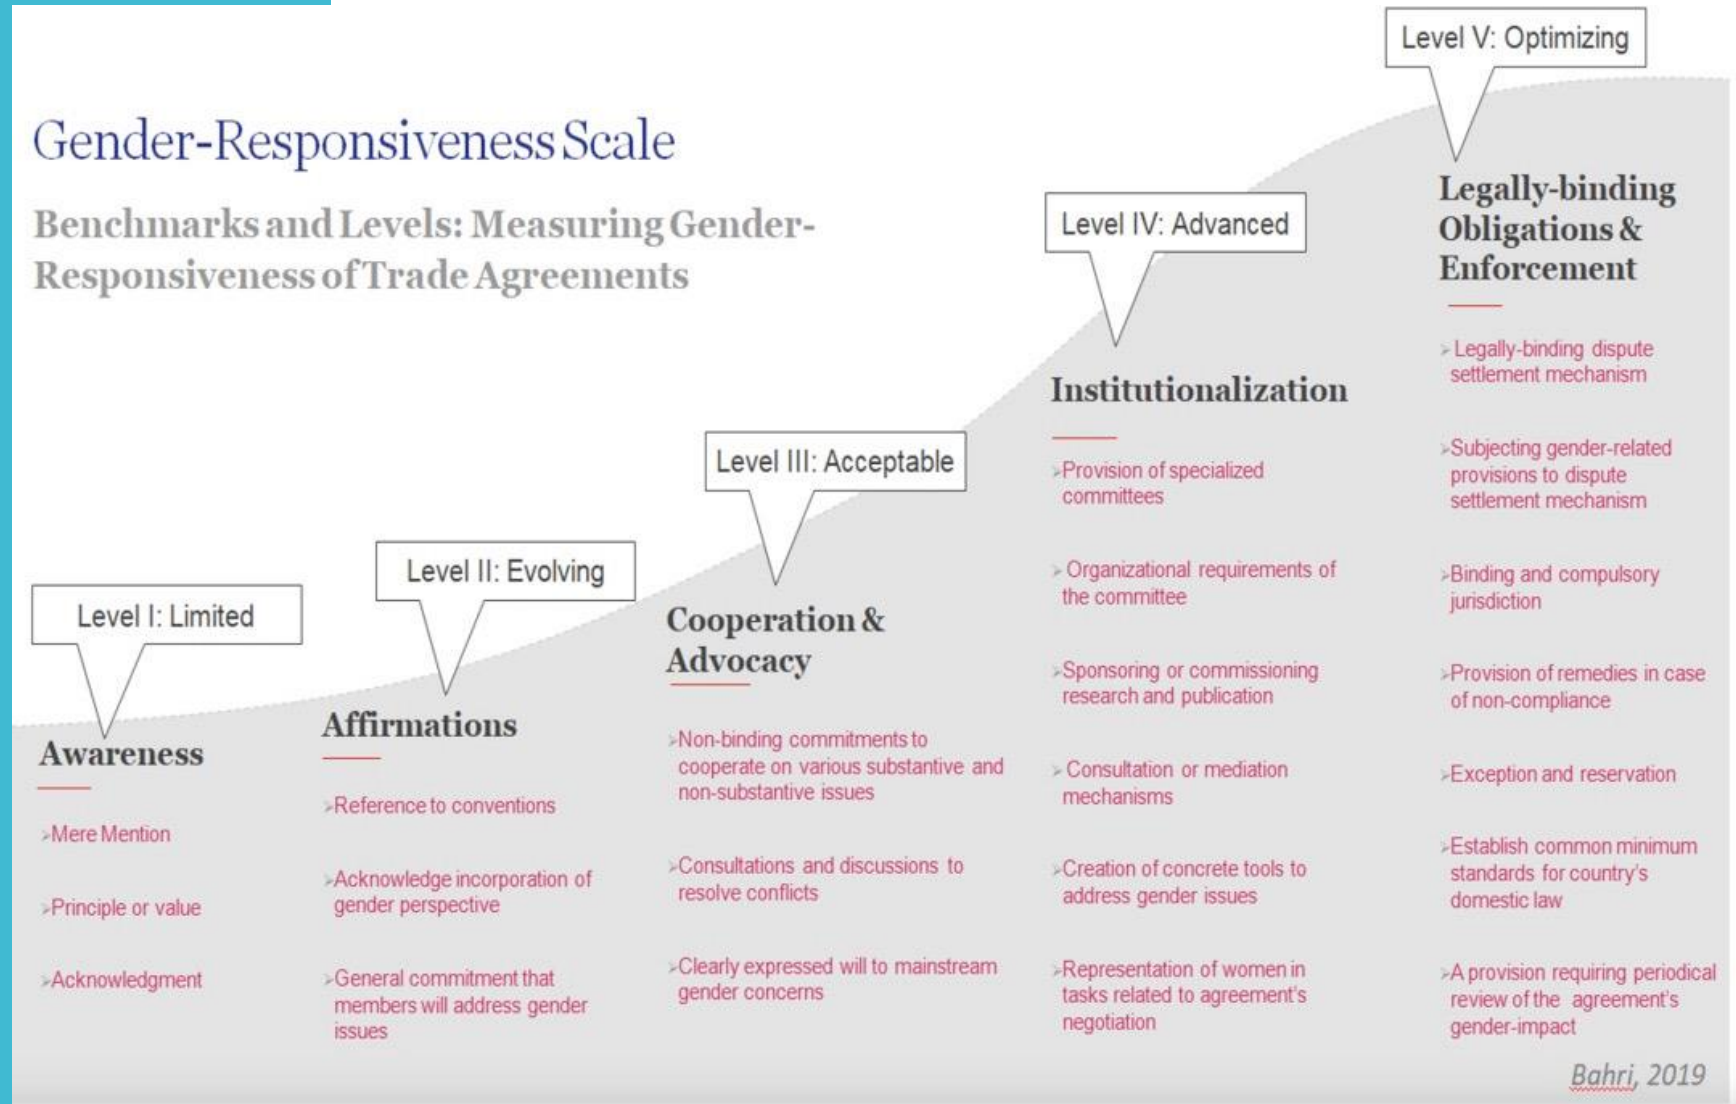 Gender-Responsiveness Scale
Benchmarks and Levels: Measuring Gender-
Responsiveness of Trade Agreements
Level I: Limited
Awareness
➢Mere Mention
➢Principle or value
➢Acknowledgment
Level II: Evolving
Affirmations
➢Reference to conventions
➢Acknowledge incorporation of
gender perspective
➢General commitment that
members will address gender
issues
Level III: Acceptable
Cooperation &
Advocacy
➢Non-binding commitments to
cooperate on various substantive and
non-substantive issues
➢Consultations and discussions to
resolve conflicts
➢Clearly expressed will to mainstream
gender concerns
Level IV: Advanced
Institutionalization
➢Provision of specialized
committees
➢Organizational requirements of
the committee
➢Sponsoring or commissioning
research and publication
➢Consultation or mediation
mechanisms
➢Creation of concrete tools to
address gender issues
➢Representation of women in
tasks related to agreement's
negotiation
Level V: Optimizing
Legally-binding
Obligations &
Enforcement
➢Legally-binding dispute
settlement mechanism
➢Subjecting gender-related
provisions to dispute
settlement mechanism
➢Binding and compulsory
jurisdiction
➢Provision of remedies in case
of non-compliance
➢Exception and reservation
➢Establish common minimum
standards for country's
domestic law
➢A provision requiring periodical
review of the agreement's
gender-impact
Bahri, 2019